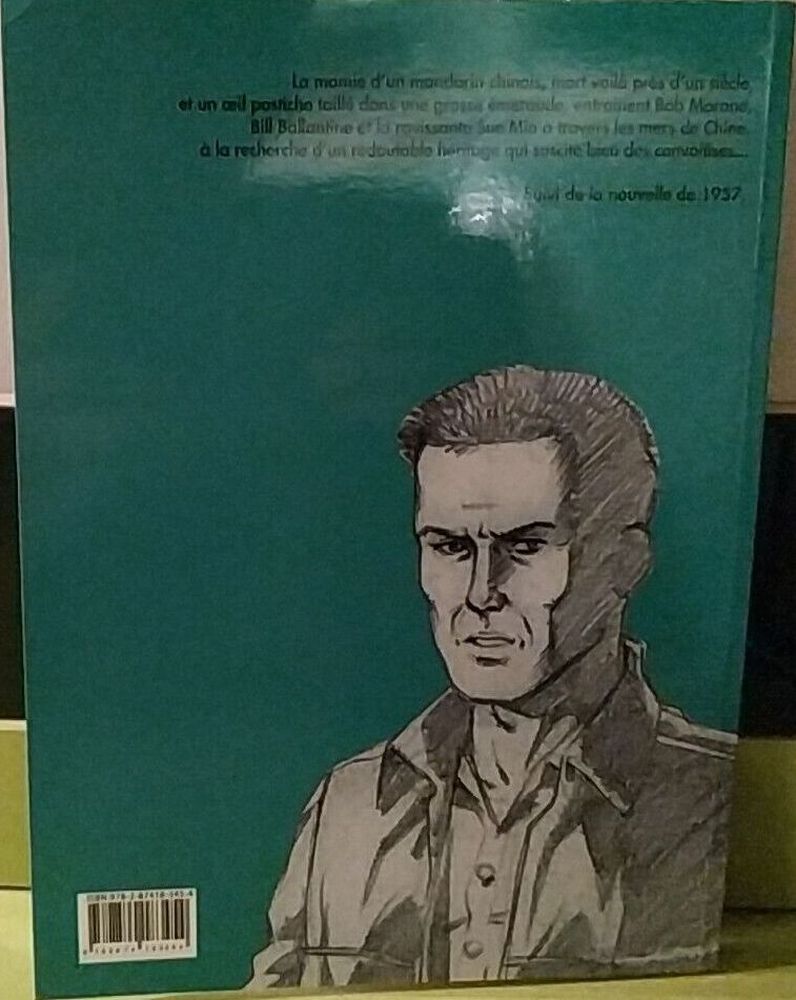 La momie d'un mandarin chinois, mort voilà près d'un siècle,
et un œil postiche taillé dans une grosse émeraude, entraînent Bob Morane,
Bill Ballantine et la ravissante Sue Mia à travers les mers de Chine,
à la recherche d'un redoutable héritage qui suscite bien des convoitises...
Suivi de la nouvelle de 1957.